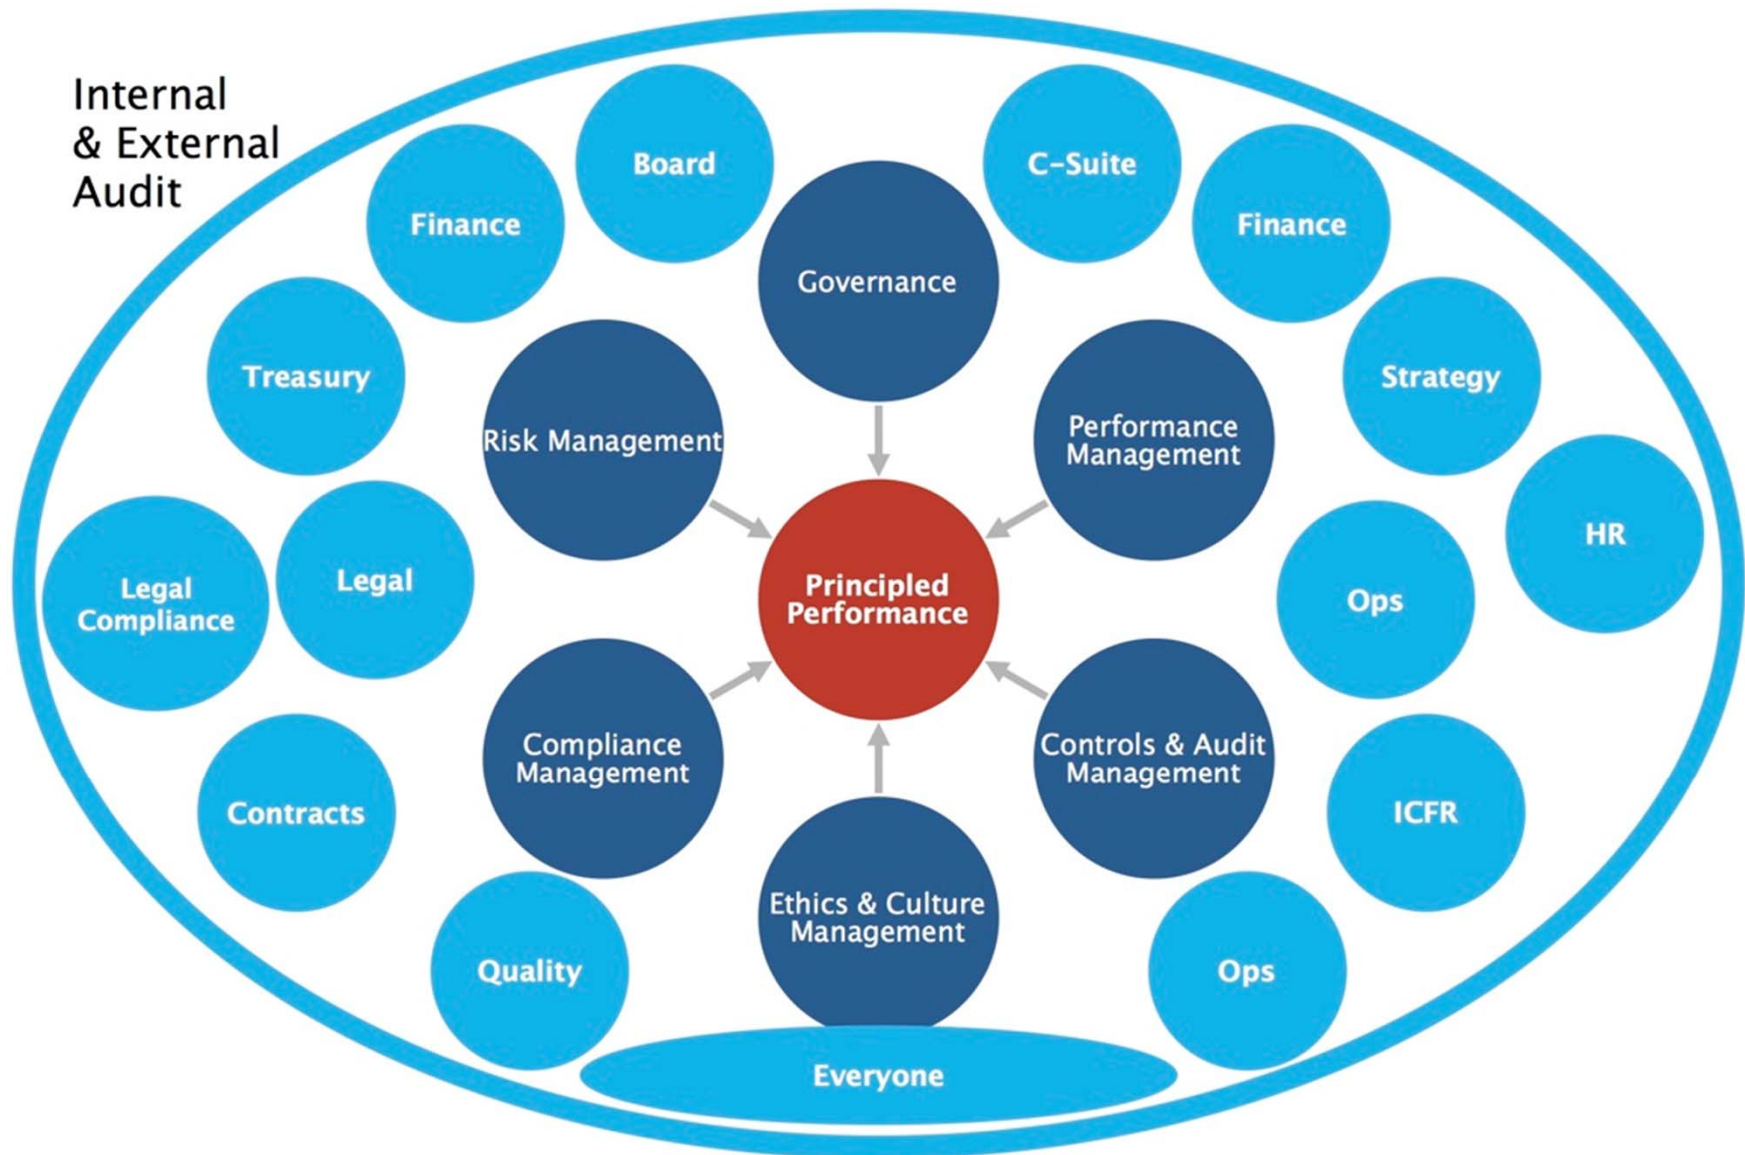 Internal
& External
Audit
Board
C-Suite
Finance
Finance
Governance
Treasury
Strategy
Risk Management
Performance
Management
HR
Legal
Legal
Compliance
Principled
Performance
Ops
Compliance
Management
Controls & Audit
Management
Contracts
ICFR
Ethics & Culture
Management
Quality
Ops
Everyone